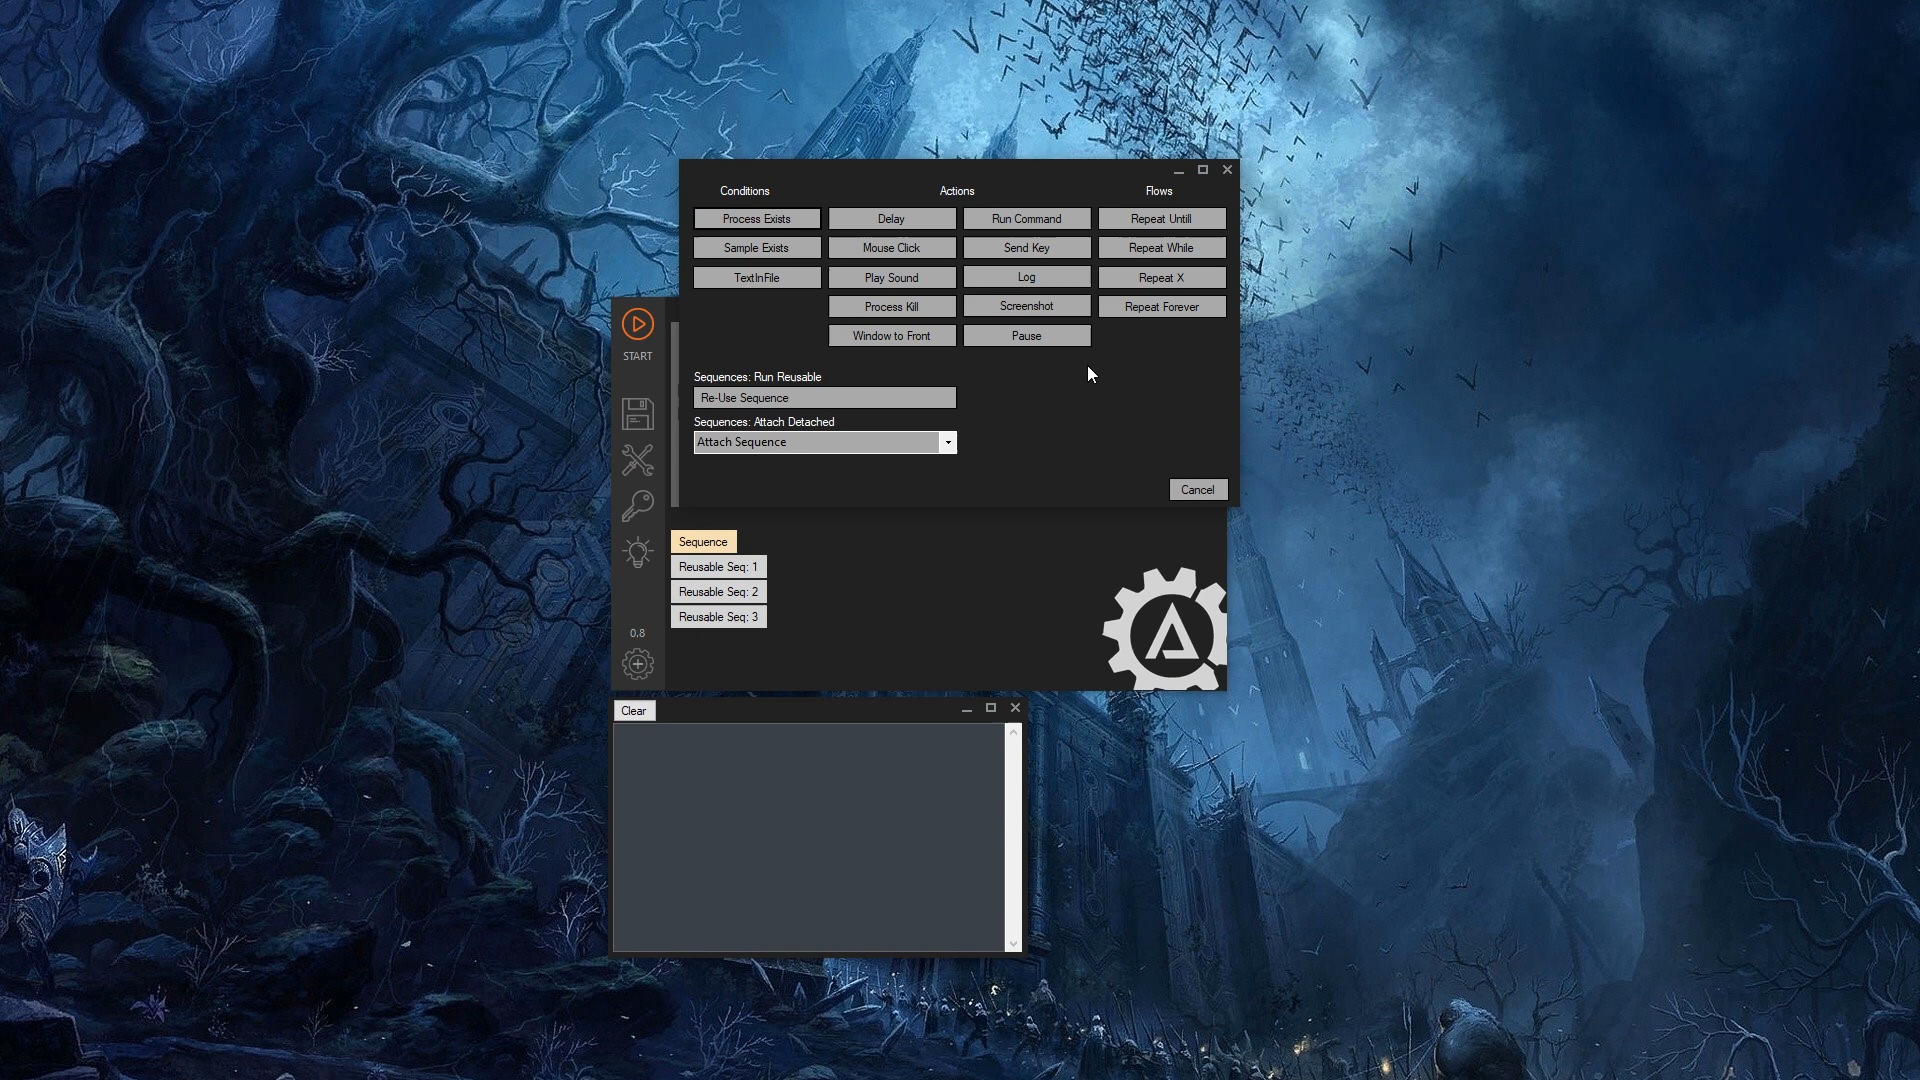 Conditions Actions Flows
Process Exists Delay Run Command Repeat Untill
Sample Exists Mouse Click Send Key Repeat While
TextInFile Play Sound Log Repeat X
Process Kill Screenshot Repeat Forever
Window to Front Pause
START
Sequences: Run Reusable
Re-Use Sequence
Sequences: Attach Detached
Attach Sequence
Cancel
Sequence
Reusable Seq: 1
Reusable Seq: 2
Reusable Seq: 3
0.8
Clear